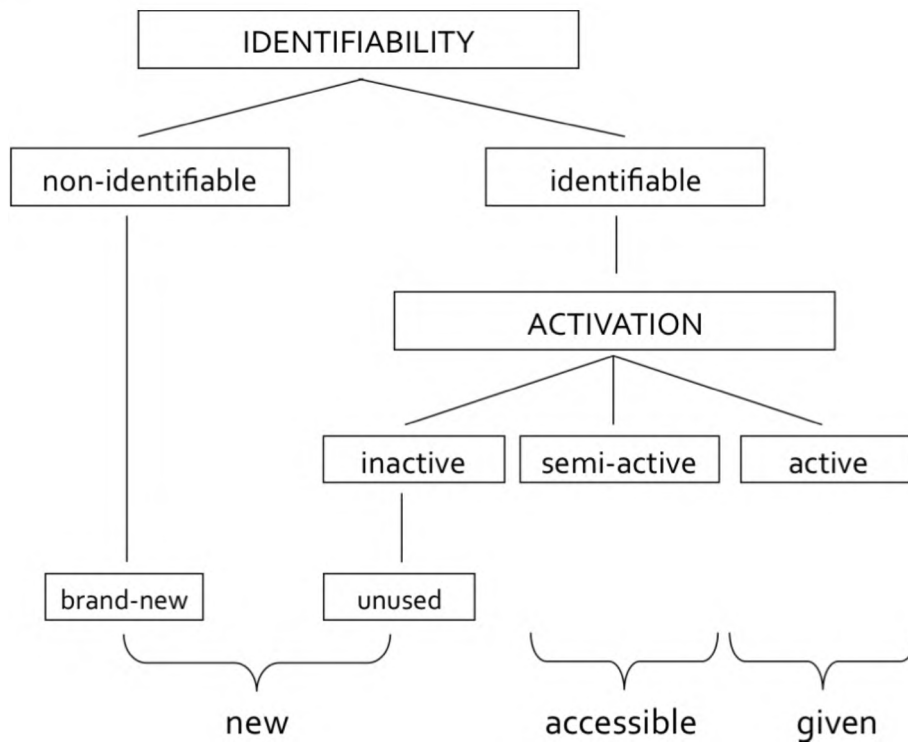 IDENTIFIABILITY
non-identifiable
identifiable
ACTIVATION
inactive
semi-active
active
brand-new
unused
new
accessible
given